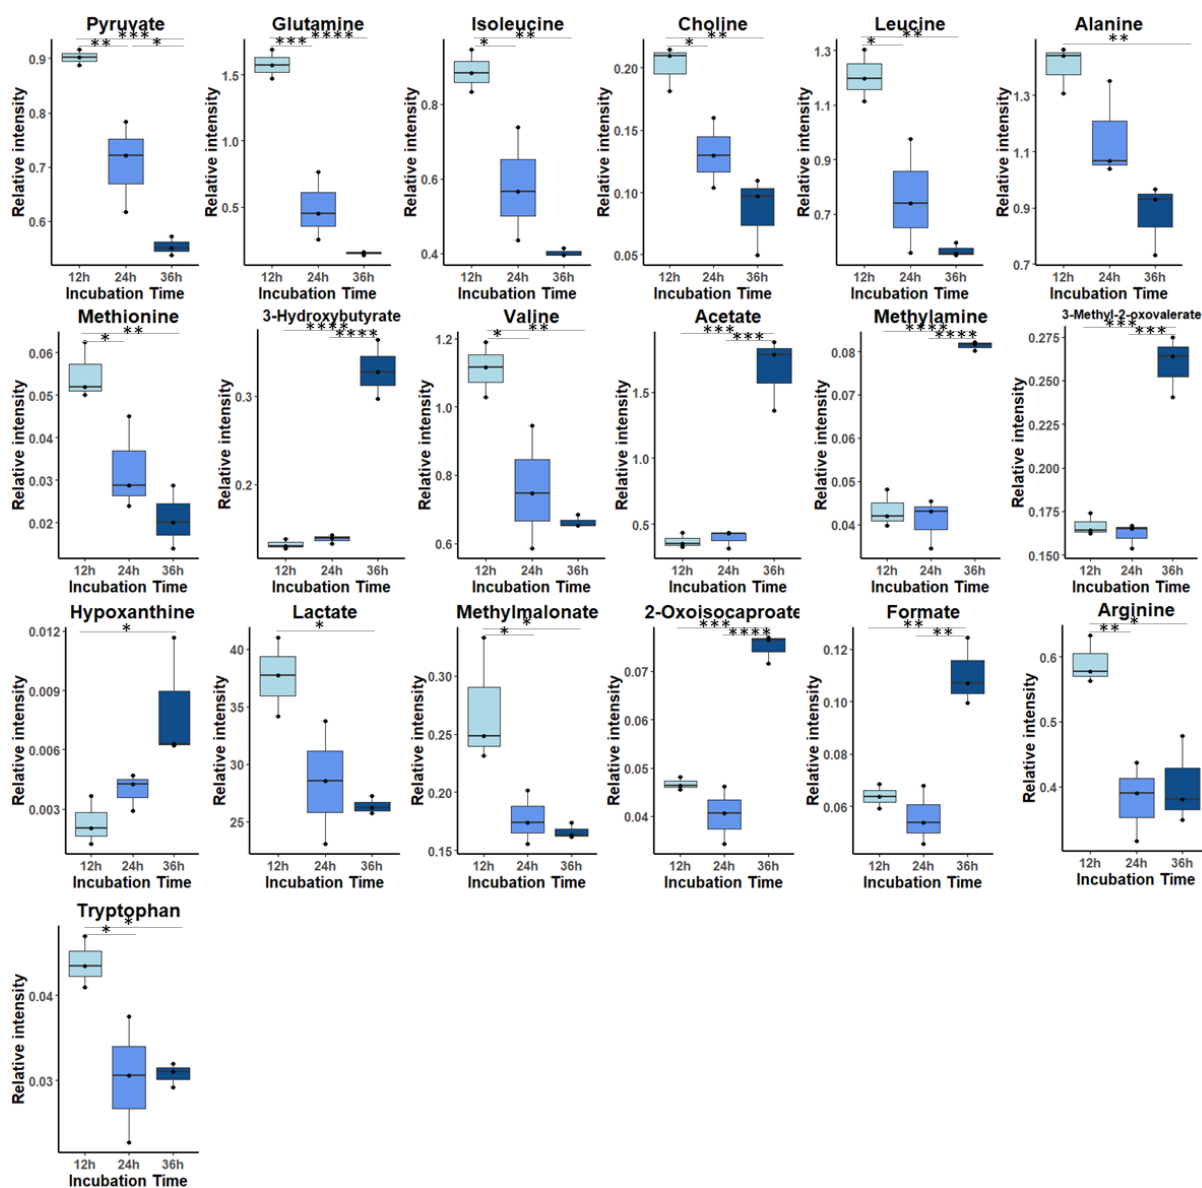 Pyruvate
***
** *
Relative intensity
0.9
0.8
0.7
0.6
12h 24h 36h
Incubation Time
Glutamine
****
***
Relative intensity
1.5
1.0
0.5
12h 24h 36h
Incubation Time
Isoleucine
**
*
Relative intensity
0.8
0.6
0.4
12h 24h 36h
Incubation Time
Choline
**
*
Relative intensity
0.20
0.15
0.10
0.05
12h 24h 36h
Incubation Time
Leucine
**
*
Relative intensity
1.3
1.1
0.9
0.7
12h 24h 36h
Incubation Time
Alanine
**
Relative intensity
1.3
1.1
0.9
0.7
12h 24h 36h
Incubation Time
Methionine
**
*
Relative intensity
0.06
0.05
0.04
0.03
0.02
12h 24h 36h
Incubation Time
3-Hydroxybutyrate
****
****
Relative intensity
0.3
0.2
12h 24h 36h
Incubation Time
Valine
**
*
Relative intensity
1.2
1.0
0.8
0.6
12h 24h 36h
Incubation Time
Acetate
***
***
Relative intensity
1.5
1.0
0.5
12h 24h 36h
Incubation Time
Methylamine
****
****
Relative intensity
0.08
0.07
0.06
0.05
0.04
12h 24h 36h
Incubation Time
3-Methyl-2-oxovalerate
***
***
Relative intensity
0.275
0.250
0.225
0.200
0.175
0.150
12h 24h 36h
Incubation Time
Hypoxanthine
*
Relative intensity
0.012
0.009
0.006
0.003
12h 24h 36h
Incubation Time
Lactate
*
Relative intensity
40
35
30
25
12h 24h 36h
Incubation Time
Methylmalonate
*
*
Relative intensity
0.30
0.25
0.20
0.15
12h 24h 36h
Incubation Time
2-Oxoisocaproate
***
****
Relative intensity
0.07
0.06
0.05
0.04
12h 24h 36h
Incubation Time
Formate
**
**
Relative intensity
0.12
0.10
0.08
0.06
12h 24h 36h
Incubation Time
Arginine
*
**
Relative intensity
0.6
0.5
0.4
12h 24h 36h
Incubation Time
Tryptophan
*
*
Relative intensity
0.04
0.03
12h 24h 36h
Incubation Time